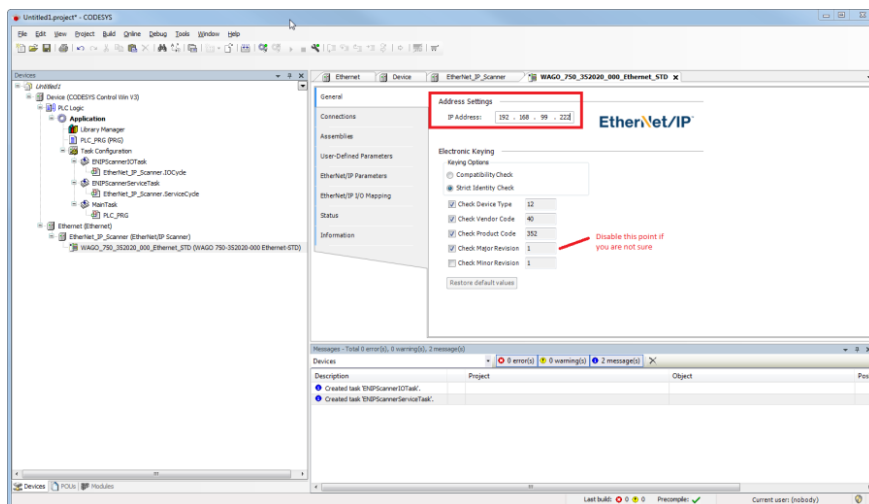 Untitled1.project* - CODESYS
File Edit View Project Build Online Debug Tools Window Help
Devices
Untitled1
Device (CODESYS Control Win V3)
PLC Logic
Application
Library Manager
PLC_PRG (PRG)
Task Configuration
ENIPScannerIOTask
EtherNet_IP_Scanner.IOCycle
ENIPScannerServiceTask
EtherNet_IP_Scanner.ServiceCycle
MainTask
PLC_PRG
Ethernet (Ethernet)
EtherNet_IP_Scanner (EtherNet/IP Scanner)
WAGO_750_352020_000_Ethernet_STD (WAGO 750-352020-000 Ethernet-STD)
Devices POUs Modules
Ethernet Device EtherNet_IP_Scanner WAGO_750_352020_000_Ethernet_STD
General
Connections
Assemblies
User-Defined Parameters
EtherNet/IP Parameters
EtherNet/IP I/O Mapping
Status
Information
Address Settings
IP Address: 192 . 168 . 99 . 222
EtherNet/IP
Electronic Keying
Keying Options
Compatibility Check
Strict Identity Check
Check Device Type 12
Check Vendor Code 40
Check Product Code 352
Check Major Revision 1
Check Minor Revision 1
Restore default values
Disable this point if
you are not sure
Messages - Total 0 error(s), 0 warning(s), 2 message(s)
Devices 0 error(s) 0 warning(s) 2 message(s)
Description Project Object Pos
Created task 'ENIPScannerIOTask'.
Created task 'ENIPScannerServiceTask'.
Last build: 0 0 Precompile: Current user: (nobody)